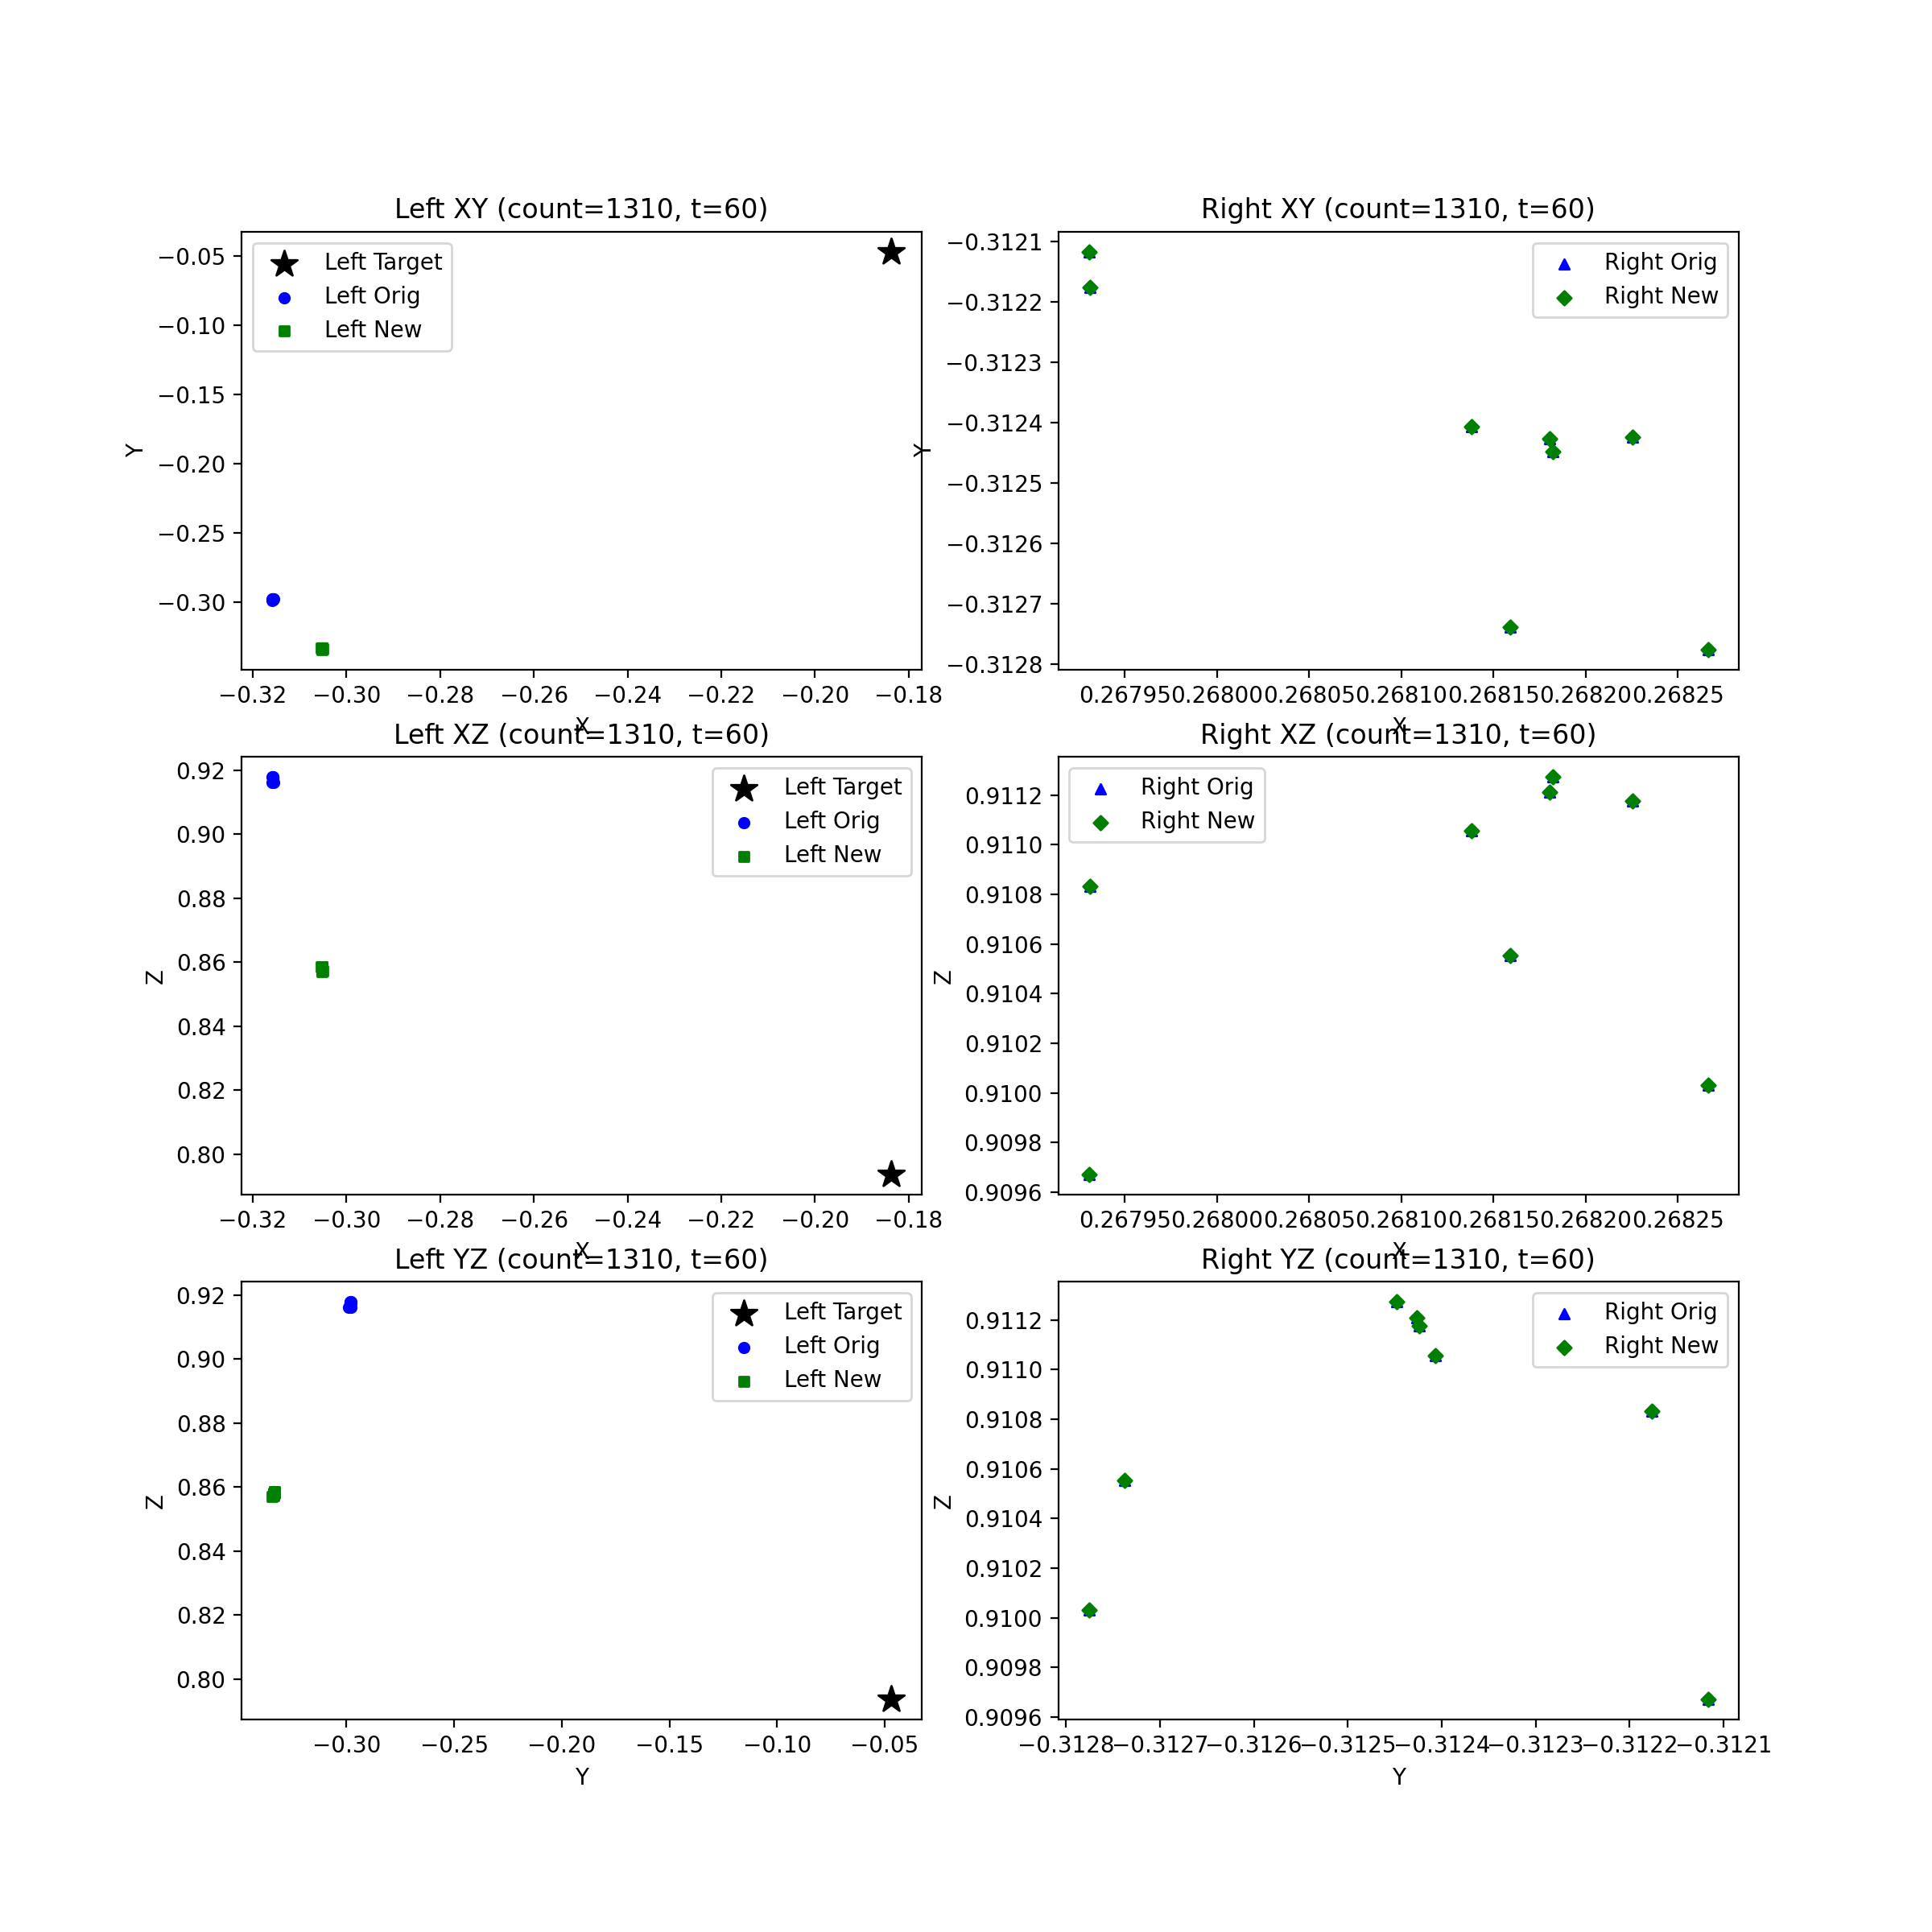 Left XY (count=1310, t=60)
−0.05
−0.10
−0.15
−0.20
−0.25
−0.30
Y
Left Target
Left Orig
Left New
−0.32 −0.30 −0.28 −0.26 −0.24 −0.22 −0.20 −0.18
X
Right XY (count=1310, t=60)
−0.3121
−0.3122
−0.3123
−0.3124
−0.3125
−0.3126
−0.3127
−0.3128
Y
Right Orig
Right New
0.267950.268000.268050.268100.268150.268200.26825
X
Left XZ (count=1310, t=60)
0.92
0.90
0.88
0.86
0.84
0.82
0.80
Z
Left Target
Left Orig
Left New
−0.32 −0.30 −0.28 −0.26 −0.24 −0.22 −0.20 −0.18
X
Right XZ (count=1310, t=60)
0.9112
0.9110
0.9108
0.9106
0.9104
0.9102
0.9100
0.9098
0.9096
Z
Right Orig
Right New
0.267950.268000.268050.268100.268150.268200.26825
X
Left YZ (count=1310, t=60)
0.92
0.90
0.88
0.86
0.84
0.82
0.80
Z
Left Target
Left Orig
Left New
−0.30 −0.25 −0.20 −0.15 −0.10 −0.05
Y
Right YZ (count=1310, t=60)
0.9112
0.9110
0.9108
0.9106
0.9104
0.9102
0.9100
0.9098
0.9096
Z
Right Orig
Right New
−0.3128−0.3127−0.3126−0.3125−0.3124−0.3123−0.3122−0.3121
Y